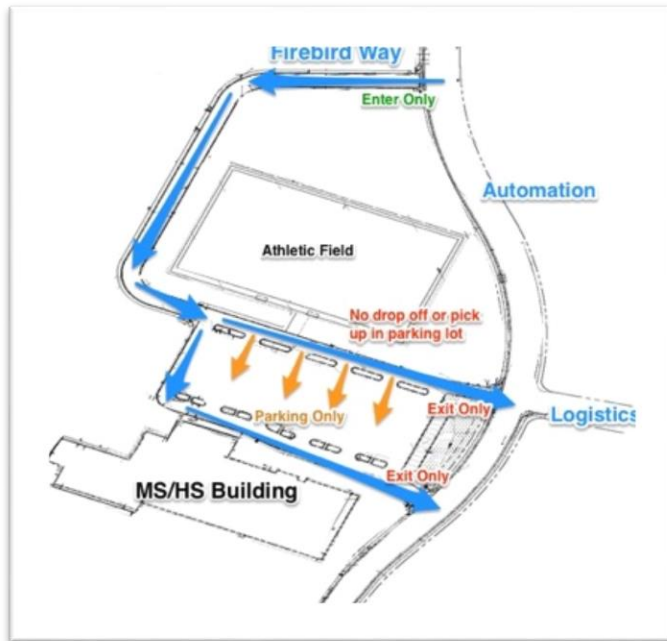 Firebird Way
Enter Only
Automation
Athletic Field
No drop off or pick
up in parking lot
Parking Only
Exit Only
Logistics
Exit Only
MS/HS Building